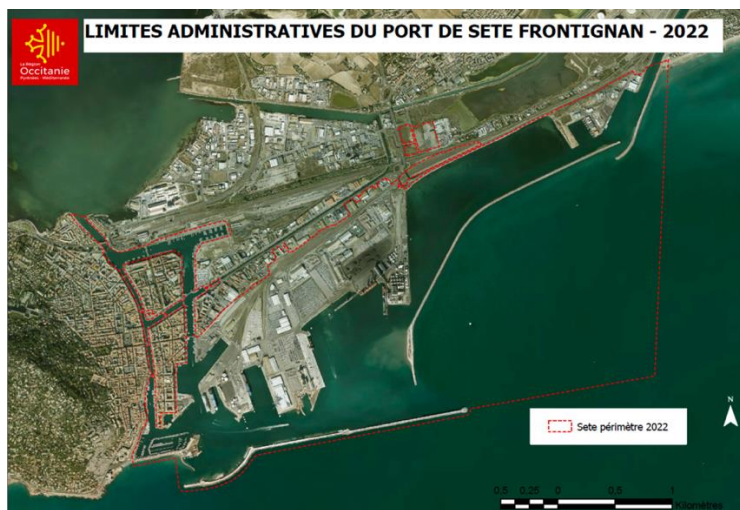 LIMITES ADMINISTRATIVES DU PORT DE SETE FRONTIGNAN - 2022
La Région
Occitanie
Pyrénées - Méditerranée
N
Sete périmètre 2022
0,5 0,25 0 0,5 1
Kilomètres